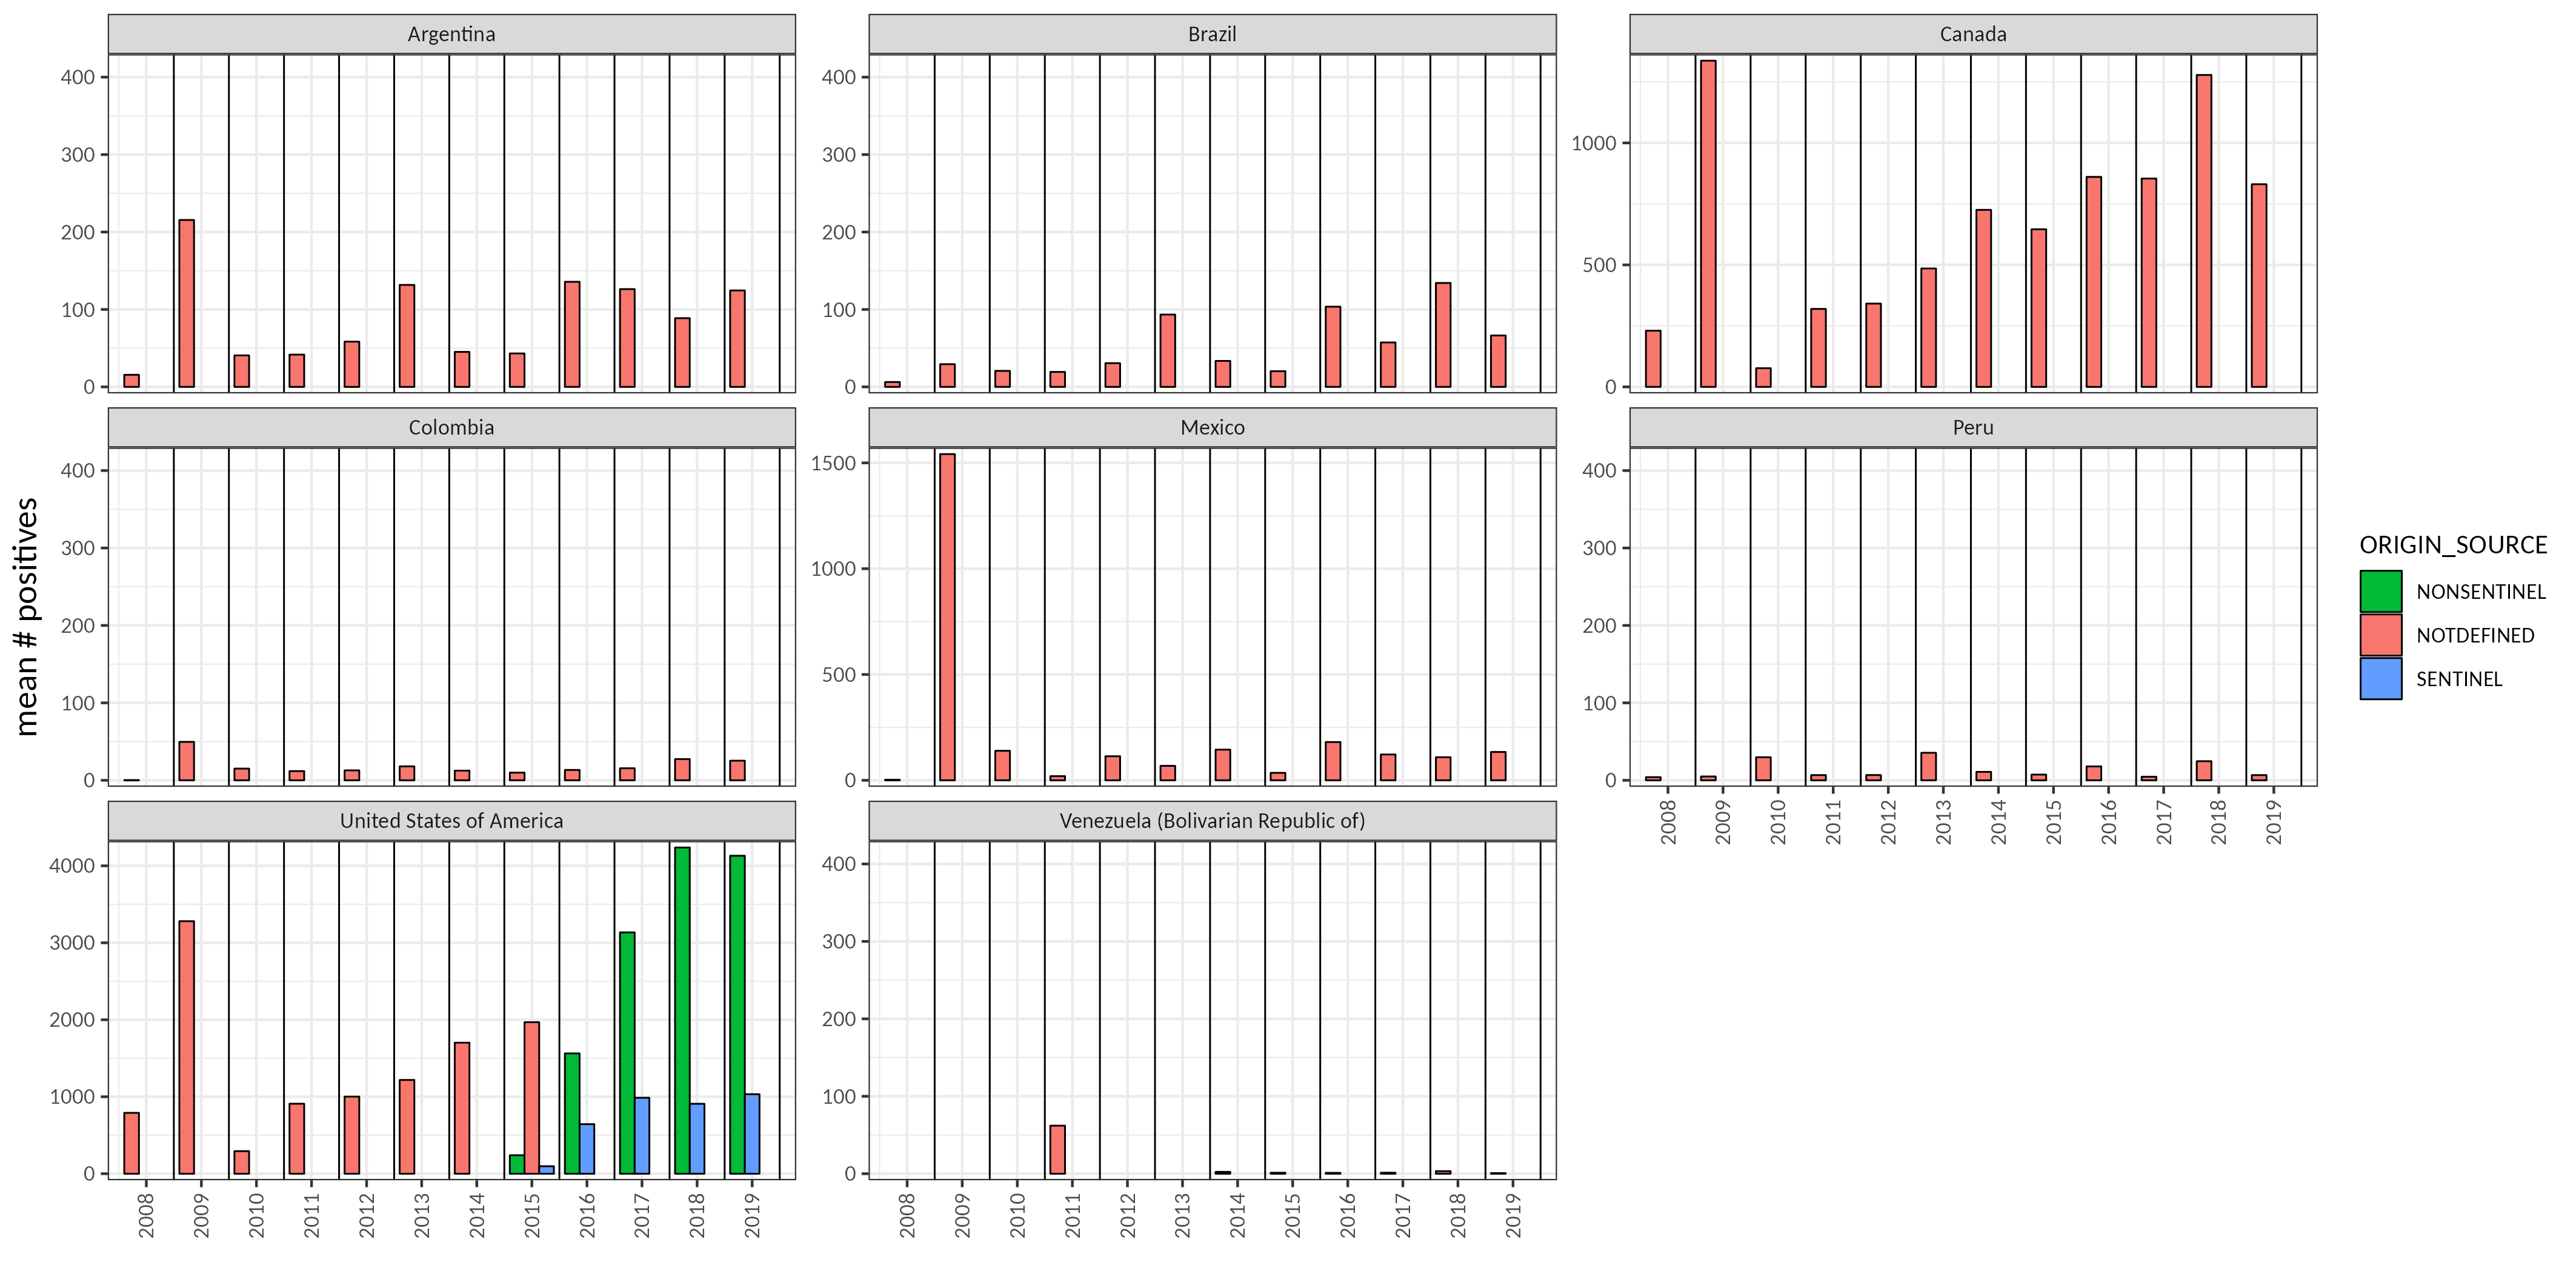 Argentina
Brazil
Canada
400
300
200
100
0
400
300
200
100
0
1000
500
0
Colombia
Mexico
Peru
400
300
200
100
0
1500
1000
500
0
400
300
200
100
0
2008 2009 2010 2011 2012 2013 2014 2015 2016 2017 2018 2019
United States of America
Venezuela (Bolivarian Republic of)
4000
3000
2000
1000
0
400
300
200
100
0
2008 2009 2010 2011 2012 2013 2014 2015 2016 2017 2018 2019
2008 2009 2010 2011 2012 2013 2014 2015 2016 2017 2018 2019
mean # positives
ORIGIN_SOURCE
NONSENTINEL
NOTDEFINED
SENTINEL